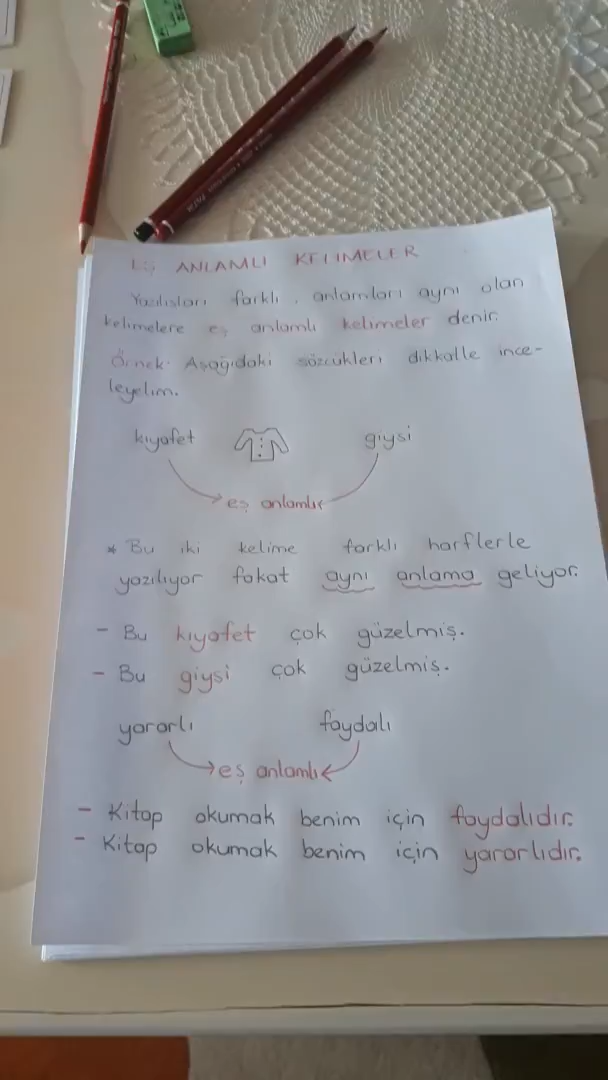 EŞ ANLAMLI KELİMELER
Yazılışları farklı, anlamları aynı olan
kelimelere eş anlamlı kelimeler denir.
Örnek: Aşağıdaki sözcükleri dikkatle ince-
leyelim.
kıyafet giysi
eş anlamlı
* Bu iki kelime farklı harflerle
yazılıyor fakat aynı anlama geliyor.
- Bu kıyafet çok güzelmiş.
- Bu giysi çok güzelmiş.
yararlı faydalı
eş anlamlı
- Kitap okumak benim için faydalıdır.
- Kitap okumak benim için yararlıdır.